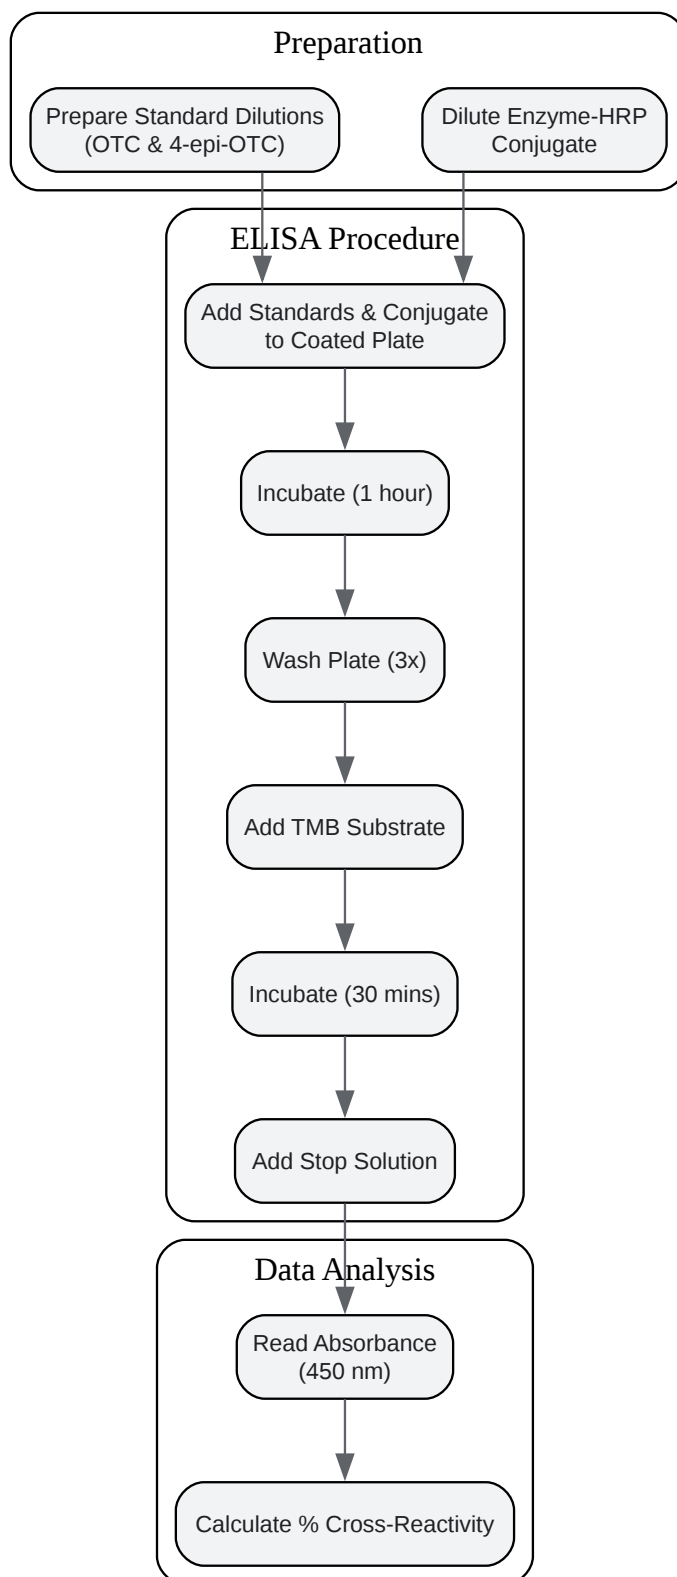 Preparation
Prepare Standard Dilutions
(OTC & 4-epi-OTC)
Dilute Enzyme-HRP
Conjugate
ELISA Procedure
Add Standards & Conjugate
to Coated Plate
Incubate (1 hour)
Wash Plate (3x)
Add TMB Substrate
Incubate (30 mins)
Add Stop Solution
Data Analysis
Read Absorbance
(450 nm)
Calculate % Cross-Reactivity